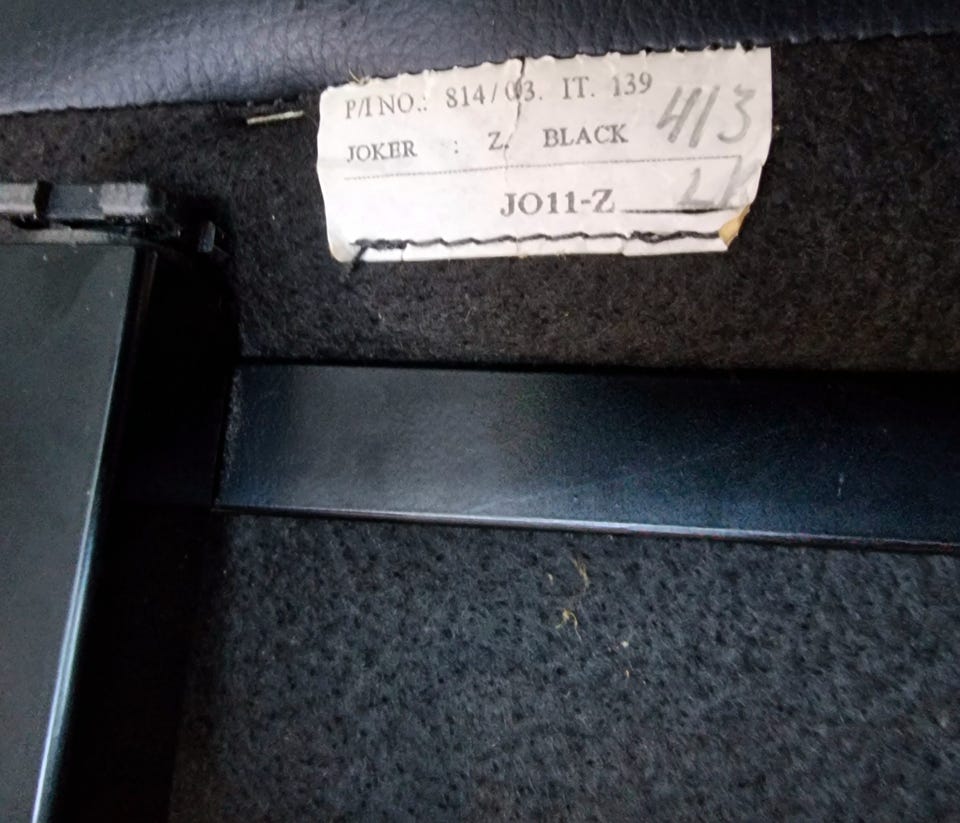 P/I NO.: 814/03. IT. 139
413
JOKER : Z. BLACK
JO11-Z